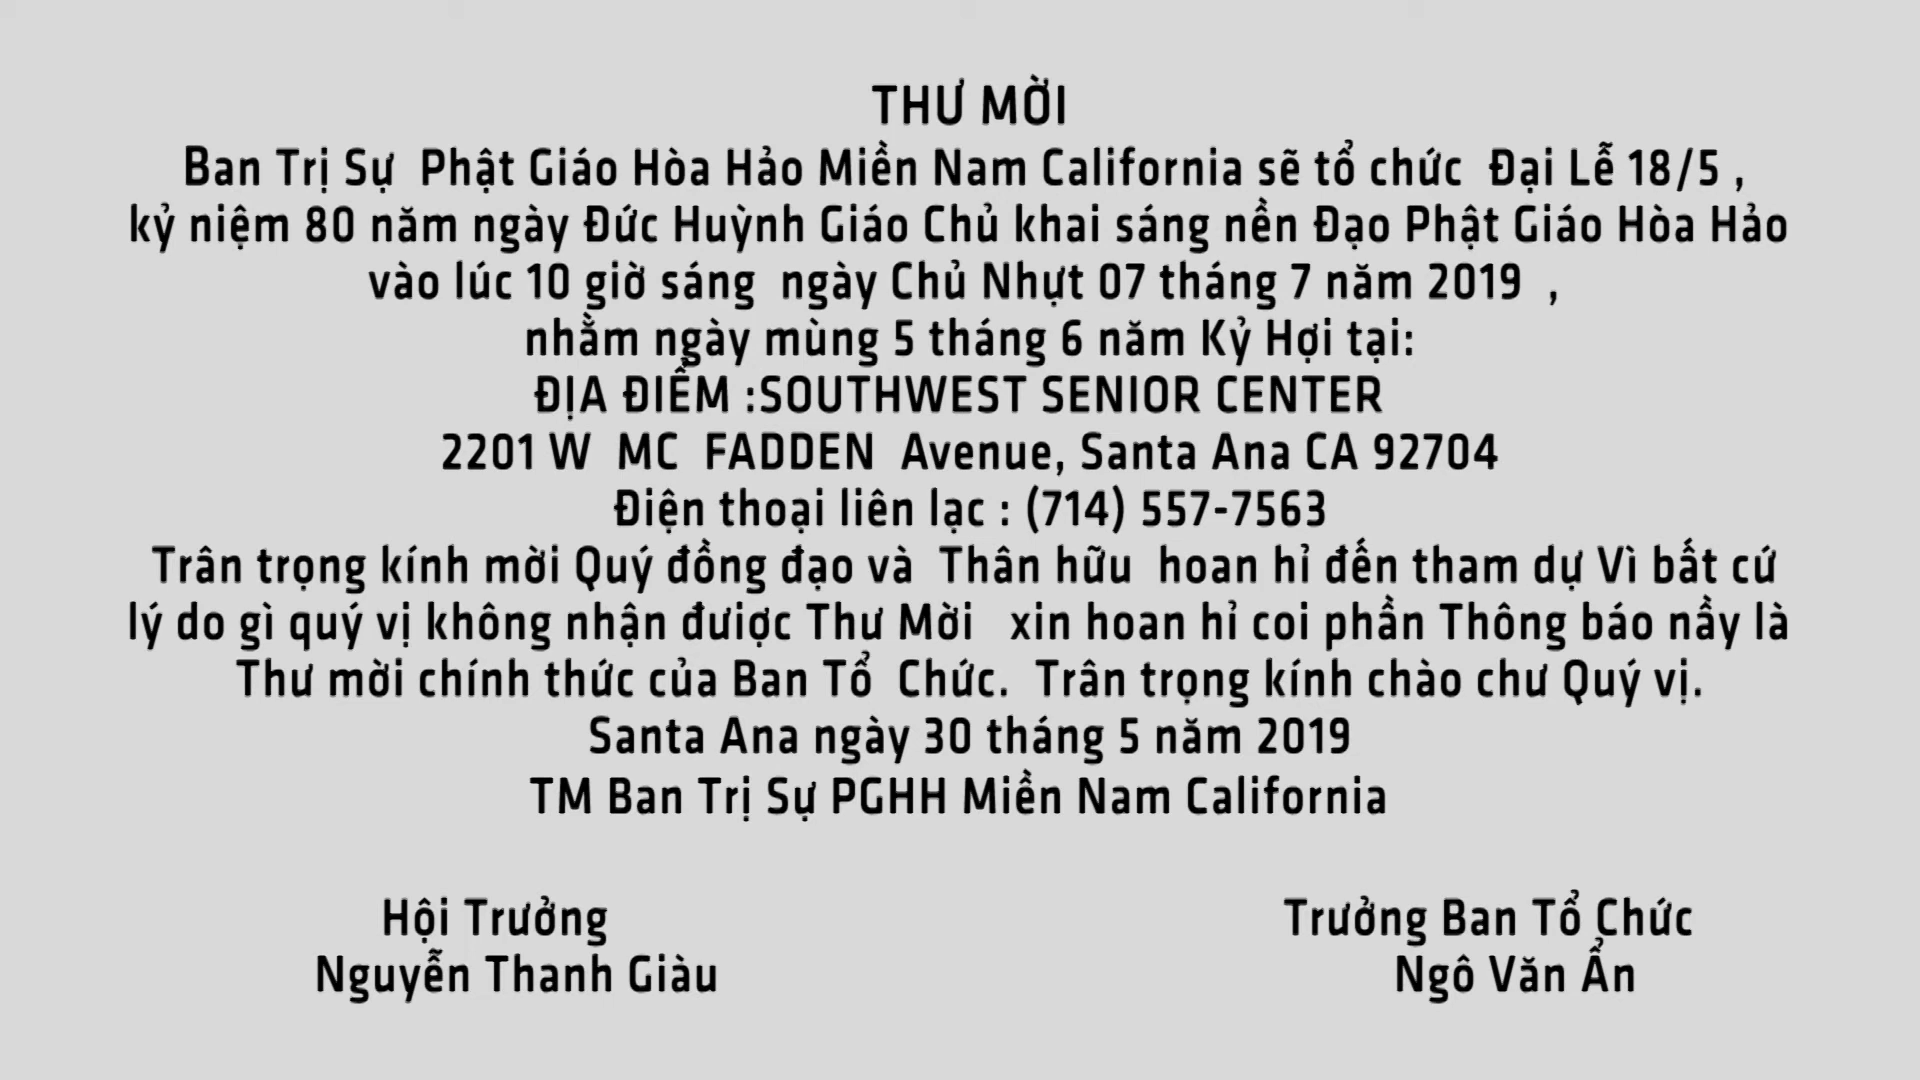 THƯ MỜI
Ban Trị Sự  Phật Giáo Hòa Hảo Miền Nam California sẽ tổ chức  Đại Lễ 18/5 ,
kỷ niệm 80 năm ngày Đức Huỳnh Giáo Chủ khai sáng nền Đạo Phật Giáo Hòa Hảo
vào lúc 10 giờ sáng  ngày Chủ Nhựt 07 tháng 7 năm 2019  ,
nhằm ngày mùng 5 tháng 6 năm Kỷ Hợi tại:
ĐỊA ĐIỂM :SOUTHWEST SENIOR CENTER
2201 W  MC  FADDEN  Avenue, Santa Ana CA 92704
Điện thoại liên lạc : (714) 557-7563
Trân trọng kính mời Quý đồng đạo và  Thân hữu  hoan hỉ đến tham dự Vì bất cứ
lý do gì quý vị không nhận đưiợc Thư Mời   xin hoan hỉ coi phần Thông báo nầy là
Thư mời chính thức của Ban Tổ  Chức.  Trân trọng kính chào chư Quý vị.
Santa Ana ngày 30 tháng 5 năm 2019
TM Ban Trị Sự PGHH Miền Nam California
Hội Trưởng
Nguyễn Thanh Giàu
Trưởng Ban Tổ Chức
Ngô Văn Ẩn